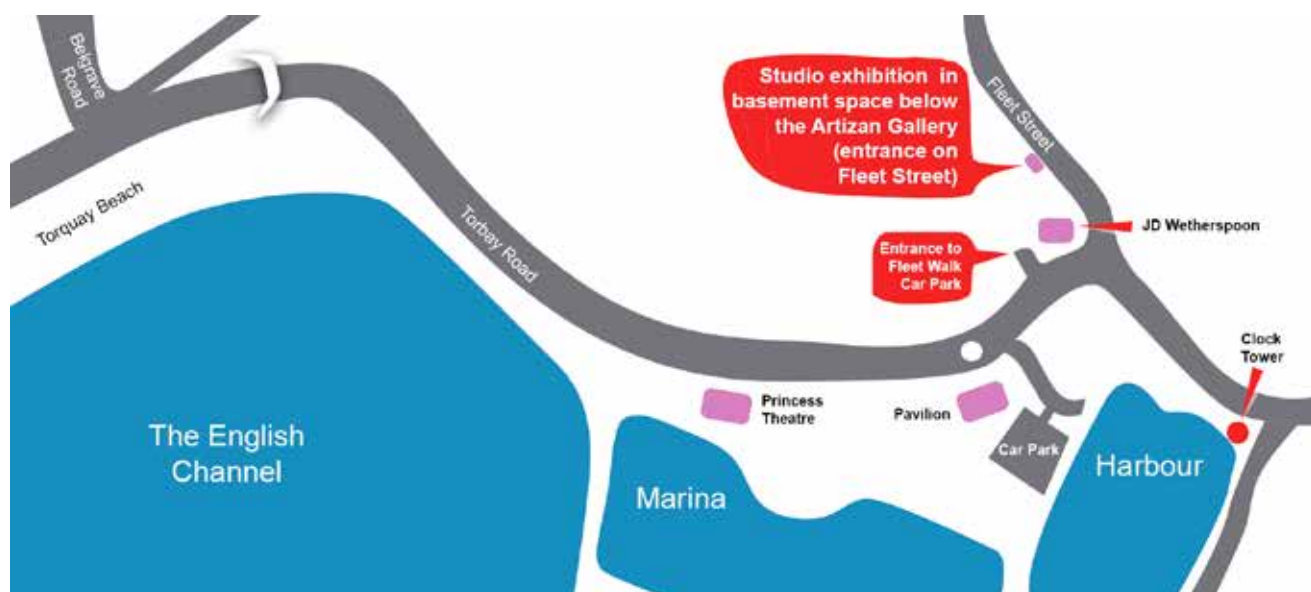 Belgrave
Road
Studio exhibition in
basement space below
the Artizan Gallery
(entrance on
Fleet Street)
Fleet Street
Torquay Beach
Torbay Road
JD Wetherspoon
Entrance to
Fleet Walk
Car Park
Clock
Tower
Princess
Theatre
Pavilion
Car Park
The English
Channel
Marina
Harbour